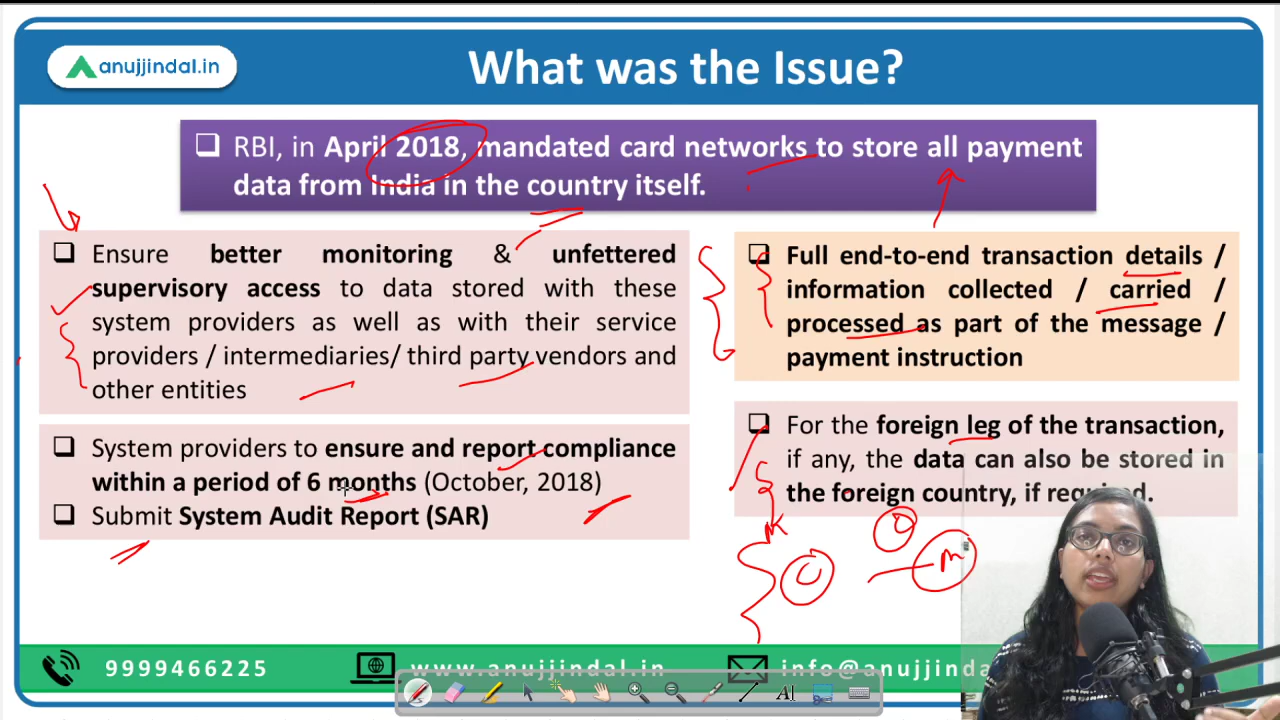 anujjindal.in
What was the Issue?
❑ RBI, in April 2018, mandated card networks to store all payment
data from India in the country itself.
❑ Ensure better monitoring & unfettered
supervisory access to data stored with these
system providers as well as with their service
providers / intermediaries/ third party vendors and
other entities
❑ System providers to ensure and report compliance
within a period of 6 months (October, 2018)
❑ Submit System Audit Report (SAR)
❑ Full end-to-end transaction details /
information collected / carried /
processed as part of the message /
payment instruction
❑ For the foreign leg of the transaction,
if any, the data can also be stored in
the foreign country, if required.
m
9999466225
www.anujjindal.in
info@anujjinda
AI